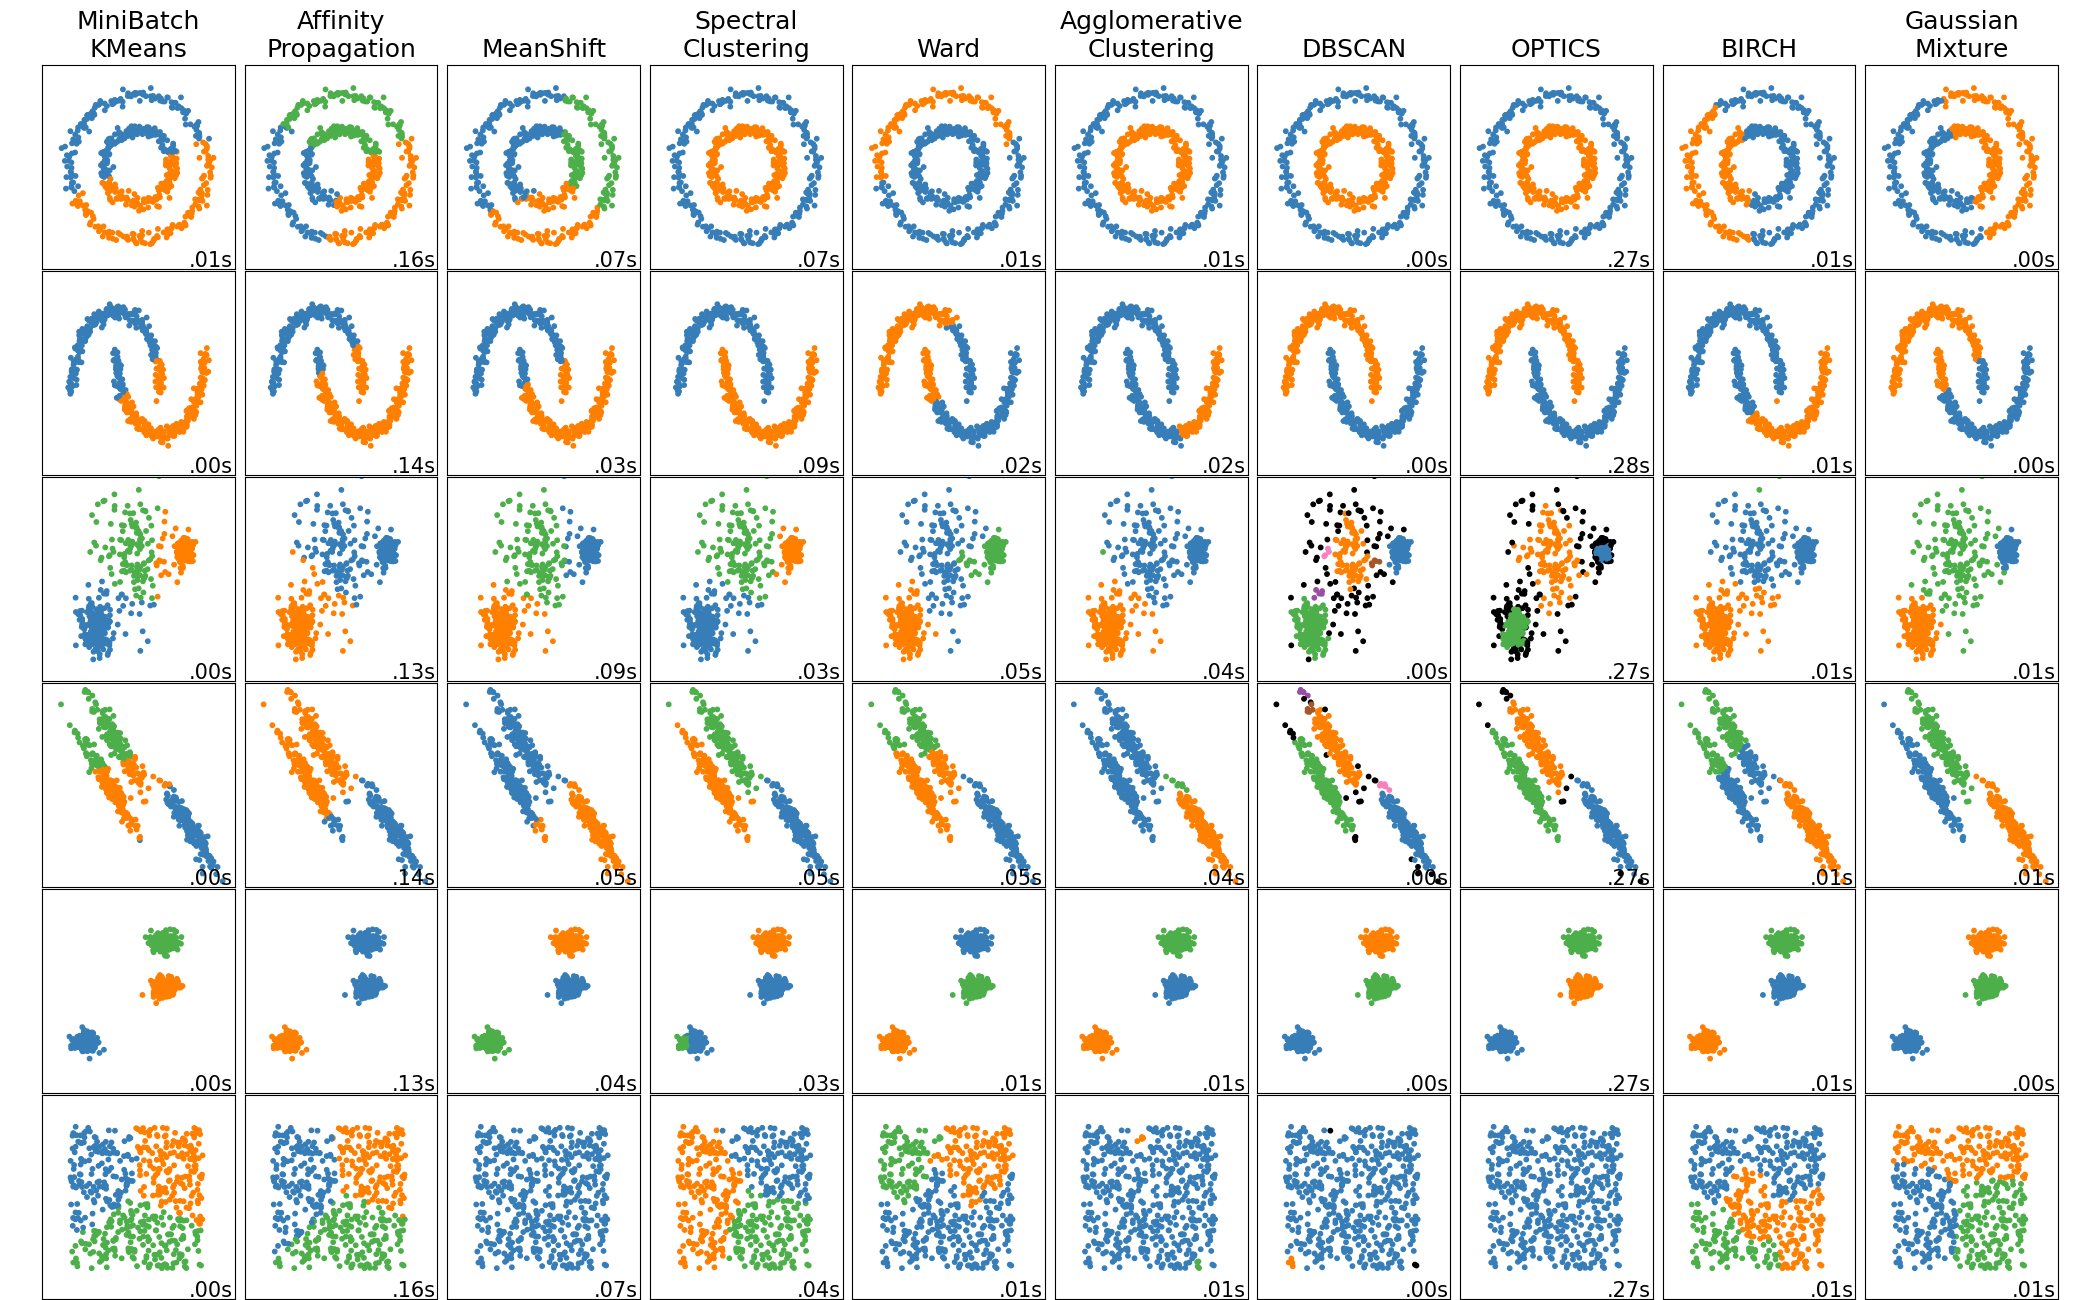 MiniBatch
KMeans
Affinity
Propagation
MeanShift
Spectral
Clustering
Ward
Agglomerative
Clustering
DBSCAN
OPTICS
BIRCH
Gaussian
Mixture
.01s
.16s
.07s
.07s
.01s
.01s
.00s
.27s
.01s
.00s
.00s
.14s
.03s
.09s
.02s
.02s
.00s
.28s
.01s
.00s
.00s
.13s
.09s
.03s
.05s
.04s
.00s
.27s
.01s
.01s
.00s
.14s
.05s
.05s
.05s
.04s
.00s
.27s
.01s
.01s
.00s
.13s
.04s
.03s
.01s
.01s
.00s
.27s
.01s
.00s
.00s
.16s
.07s
.04s
.01s
.01s
.00s
.27s
.01s
.01s